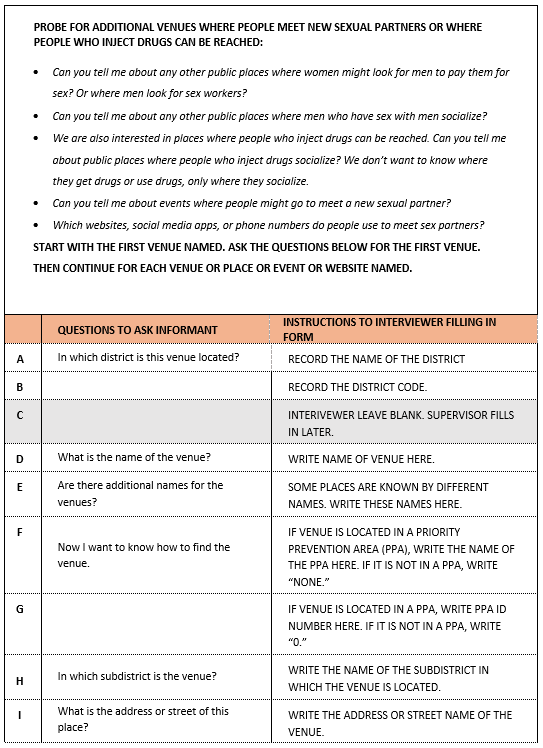 PROBE FOR ADDITIONAL VENUES WHERE PEOPLE MEET NEW SEXUAL PARTNERS OR WHERE
PEOPLE WHO INJECT DRUGS CAN BE REACHED:
• Can you tell me about any other public places where women might look for men to pay them for
sex? Or where men look for sex workers?
• Can you tell me about any other public places where men who have sex with men socialize?
• We are also interested in places where people who inject drugs can be reached. Can you tell me
about public places where people who inject drugs socialize? We don't want to know where
they get drugs or use drugs, only where they socialize.
• Can you tell me about events where people might go to meet a new sexual partner?
• Which websites, social media apps, or phone numbers do people use to meet sex partners?
START WITH THE FIRST VENUE NAMED. ASK THE QUESTIONS BELOW FOR THE FIRST VENUE.
THEN CONTINUE FOR EACH VENUE OR PLACE OR EVENT OR WEBSITE NAMED.
QUESTIONS TO ASK INFORMANT
INSTRUCTIONS TO INTERVIEWER FILLING IN
FORM
A
In which district is this venue located?
RECORD THE NAME OF THE DISTRICT
B
RECORD THE DISTRICT CODE.
C
INTERIVEWER LEAVE BLANK. SUPERVISOR FILLS
IN LATER.
D
What is the name of the venue?
WRITE NAME OF VENUE HERE.
E
Are there additional names for the
venues?
SOME PLACES ARE KNOWN BY DIFFERENT
NAMES. WRITE THESE NAMES HERE.
F
Now I want to know how to find the
venue.
IF VENUE IS LOCATED IN A PRIORITY
PREVENTION AREA (PPA), WRITE THE NAME OF
THE PPA HERE. IF IT IS NOT IN A PPA, WRITE
"NONE."
G
IF VENUE IS LOCATED IN A PPA, WRITE PPA ID
NUMBER HERE. IF IT IS NOT IN A PPA, WRITE
"0."
H
In which subdistrict is the venue?
WRITE THE NAME OF THE SUBDISTRICT IN
WHICH THE VENUE IS LOCATED.
I
What is the address or street of this
place?
WRITE THE ADDRESS OR STREET NAME OF THE
VENUE.